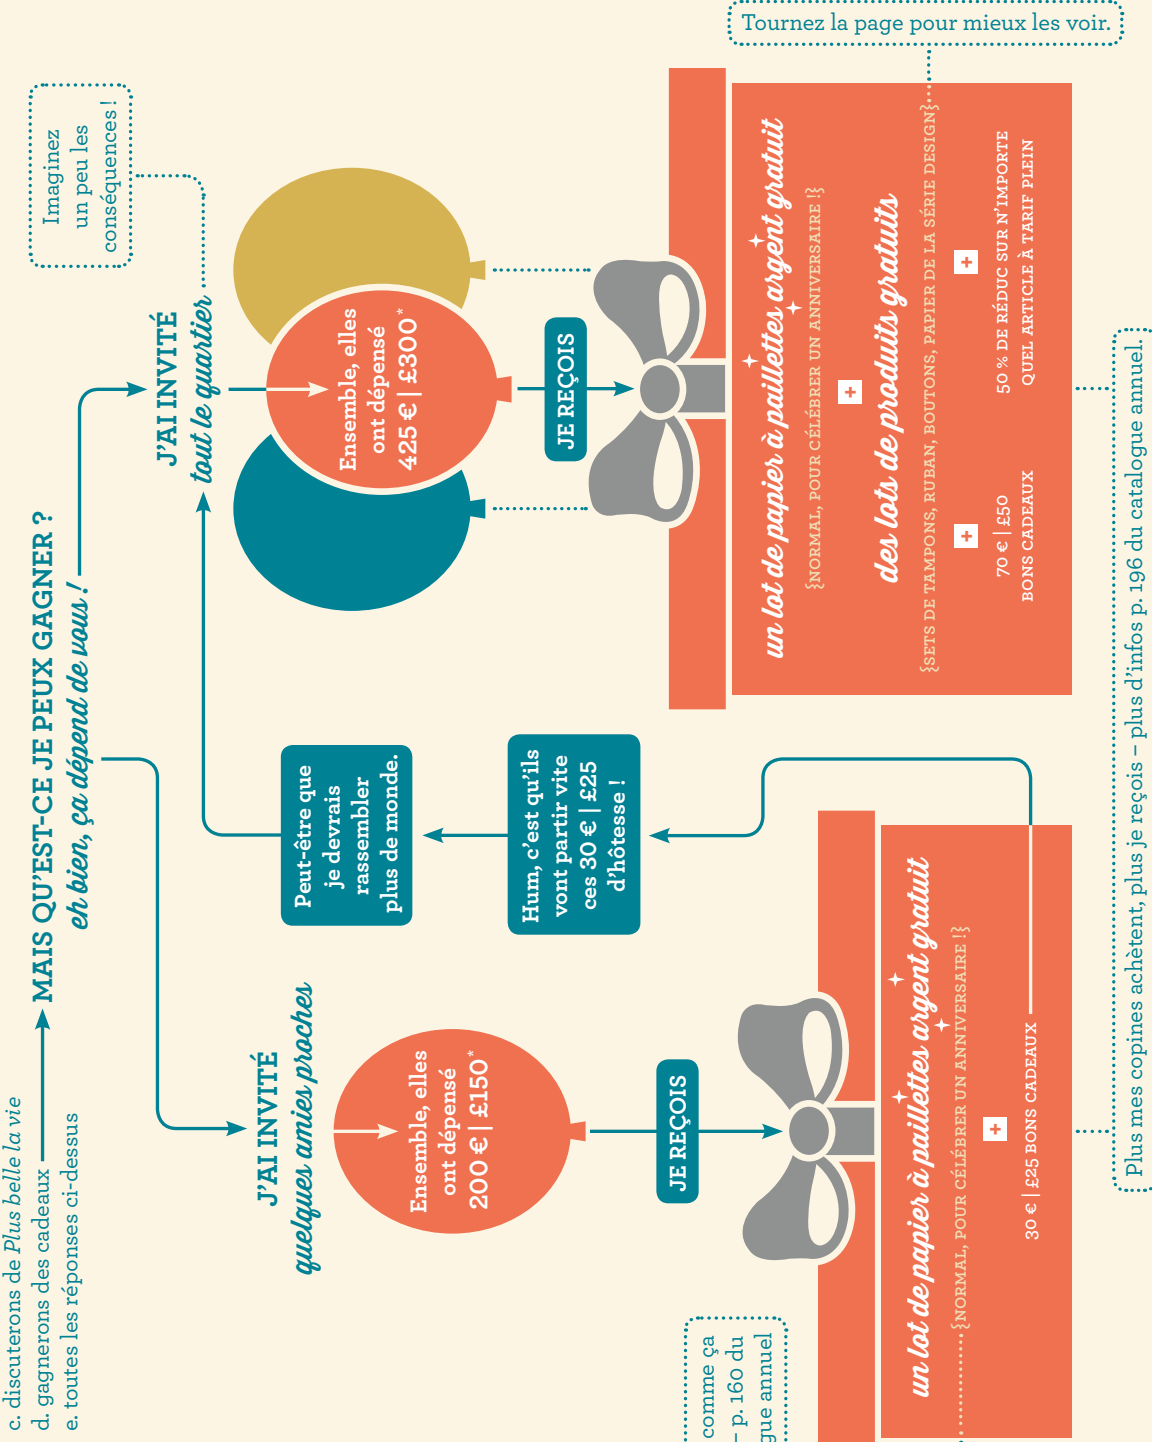 c. discuterons de Plus belle la vie
d. gagnerons des cadeaux
e. toutes les réponses ci-dessus
MAIS QU'EST-CE JE PEUX GAGNER ?
eh bien, ça dépend de vous !
J'AI INVITÉ
quelques amies proches
Ensemble, elles
ont dépensé
200 € | £150*
JE REÇOIS
comme ça
– p. 160 du
gue annuel
un lot de papier à paillettes argent gratuit
{NORMAL, POUR CÉLÉBRER UN ANNIVERSAIRE !}
+
30 € | £25 BONS CADEAUX
Hum, c'est qu'ils
vont partir vite
ces 30 € | £25
d'hôtesse !
Peut-être que
je devrais
rassembler
plus de monde.
J'AI INVITÉ
tout le quartier
Imaginez
un peu les
conséquences !
Ensemble, elles
ont dépensé
425 € | £300*
JE REÇOIS
un lot de papier à paillettes argent gratuit
{NORMAL, POUR CÉLÉBRER UN ANNIVERSAIRE !}
+
des lots de produits gratuits
{SETS DE TAMPONS, RUBAN, BOUTONS, PAPIER DE LA SÉRIE DESIGN}
Tournez la page pour mieux les voir.
+
70 € | £50
BONS CADEAUX
+
50 % DE RÉDUC SUR N'IMPORTE
QUEL ARTICLE À TARIF PLEIN
Plus mes copines achètent, plus je reçois – plus d'infos p. 196 du catalogue annuel.